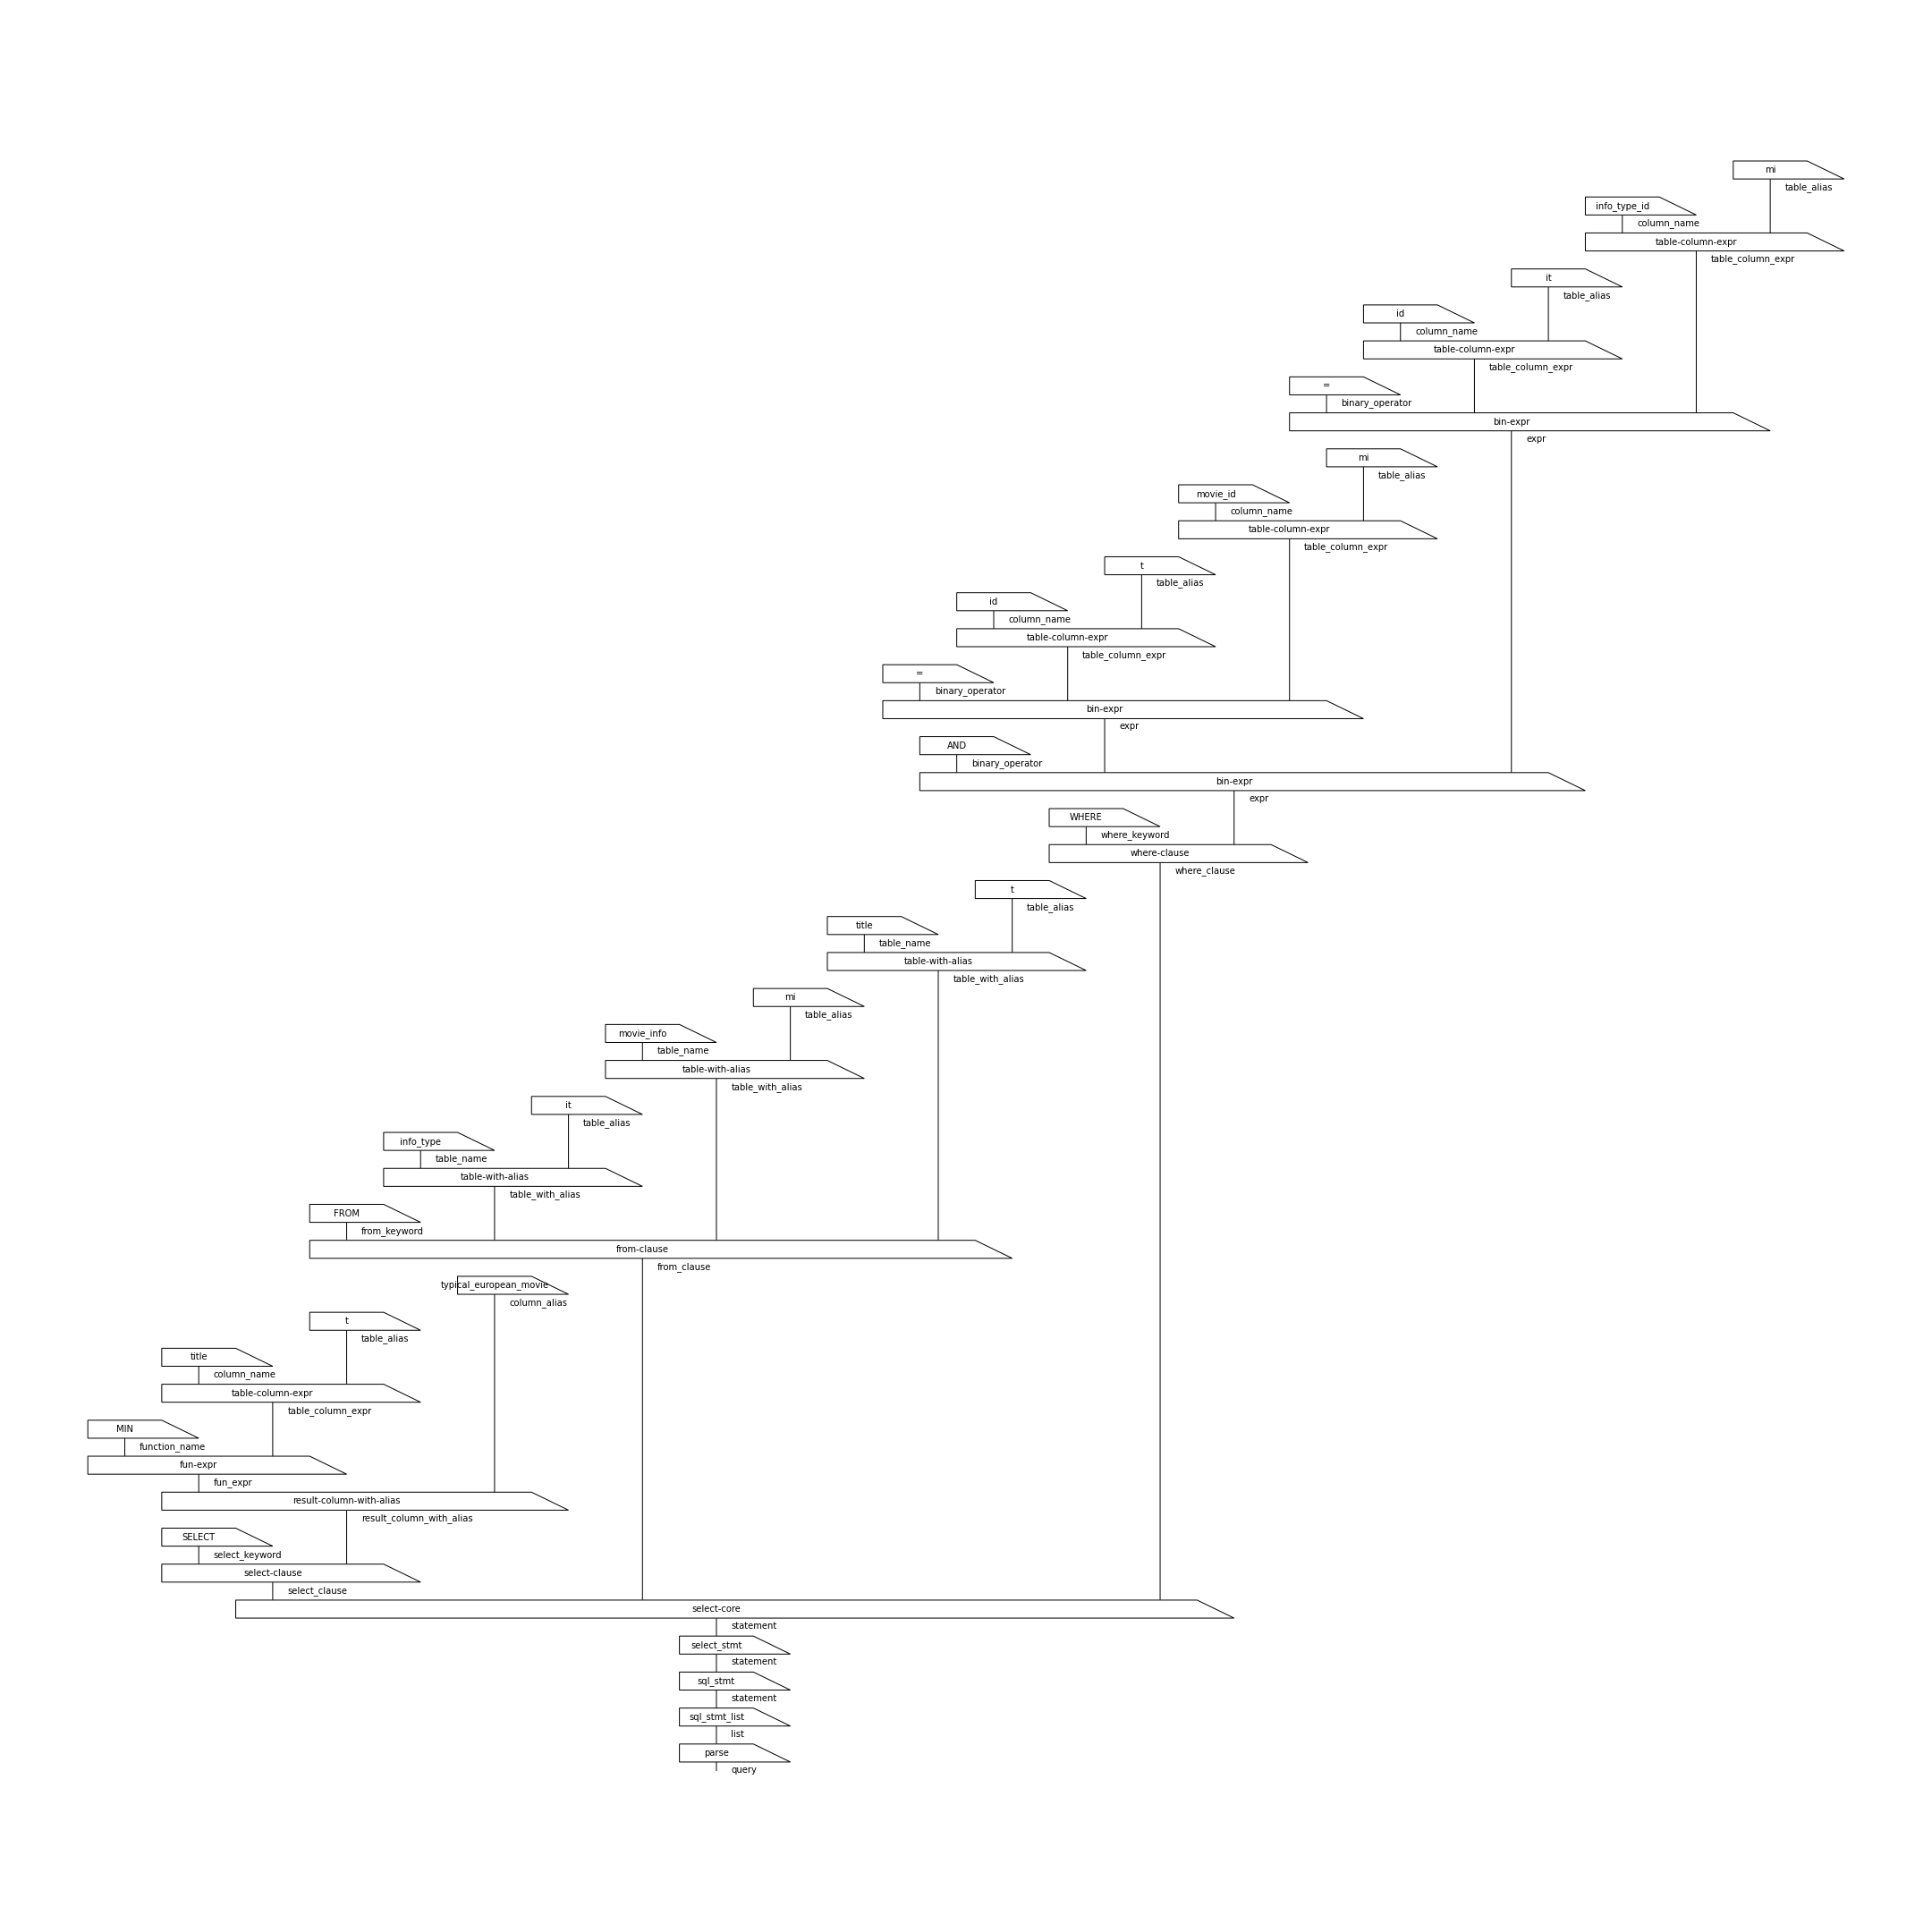 mi
table_alias
info_type_id
column_name
table-column-expr
table_column_expr
it
table_alias
id
column_name
table-column-expr
table_column_expr
=
binary_operator
bin-expr
expr
mi
table_alias
movie_id
column_name
table-column-expr
table_column_expr
t
table_alias
id
column_name
table-column-expr
table_column_expr
=
binary_operator
bin-expr
expr
AND
binary_operator
bin-expr
expr
WHERE
where_keyword
where-clause
where_clause
t
table_alias
title
table_name
table-with-alias
table_with_alias
mi
table_alias
movie_info
table_name
table-with-alias
table_with_alias
it
table_alias
info_type
table_name
table-with-alias
table_with_alias
FROM
from_keyword
from-clause
from_clause
typical_european_movie
column_alias
t
table_alias
title
column_name
table-column-expr
table_column_expr
MIN
function_name
fun-expr
fun_expr
result-column-with-alias
result_column_with_alias
SELECT
select_keyword
select-clause
select_clause
select-core
statement
select_stmt
statement
sql_stmt
statement
sql_stmt_list
list
parse
query